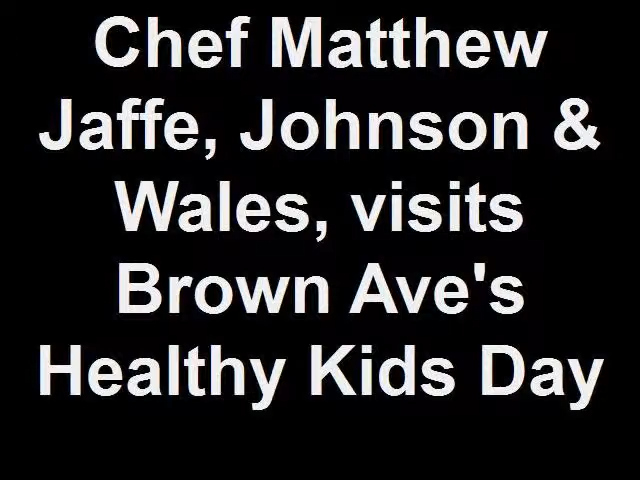 Chef Matthew
Jaffe, Johnson &
Wales, visits
Brown Ave's
Healthy Kids Day